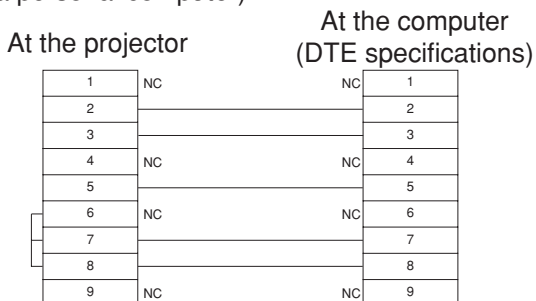 At the projector
At the computer
(DTE specifications)
1 NC NC 1
2 2
3 3
4 NC NC 4
5 5
6 NC NC 6
7 7
8 8
9 NC NC 9